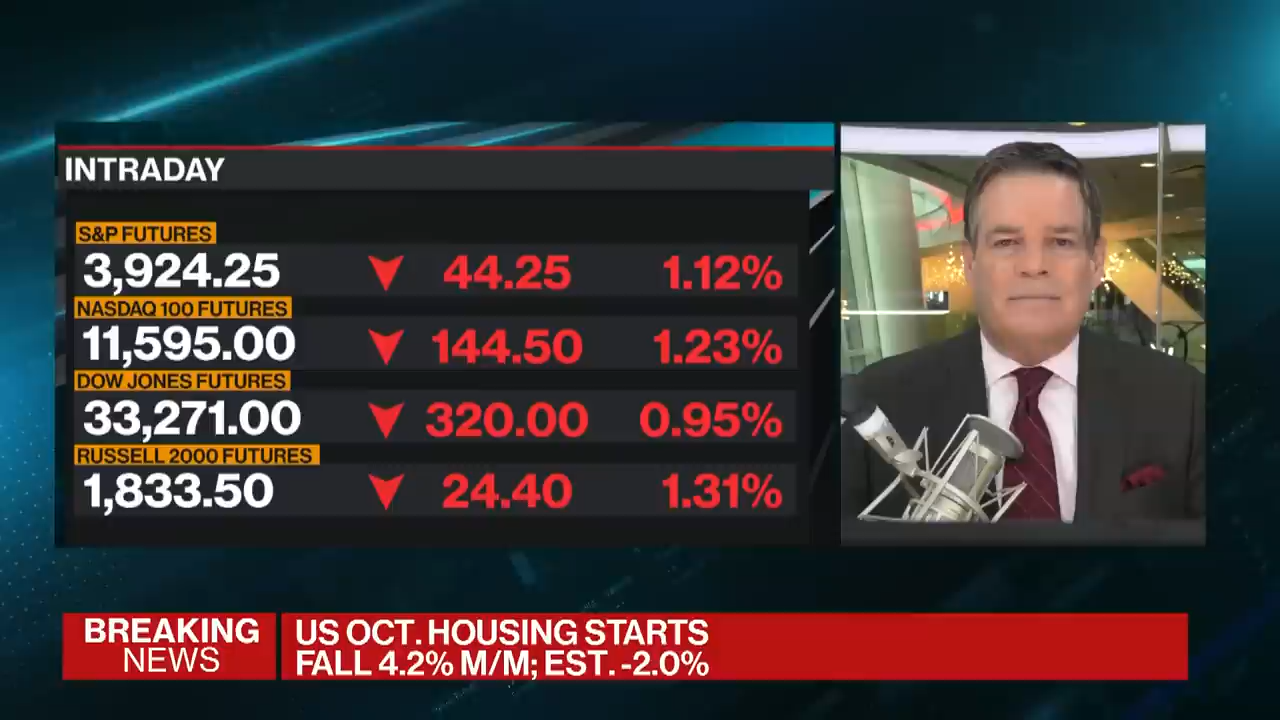 INTRADAY
S&P FUTURES
3,924.25 ▼ 44.25 1.12%
NASDAQ 100 FUTURES
11,595.00 ▼ 144.50 1.23%
DOW JONES FUTURES
33,271.00 ▼ 320.00 0.95%
RUSSELL 2000 FUTURES
1,833.50 ▼ 24.40 1.31%
BREAKING
NEWS
US OCT. HOUSING STARTS
FALL 4.2% M/M; EST. -2.0%